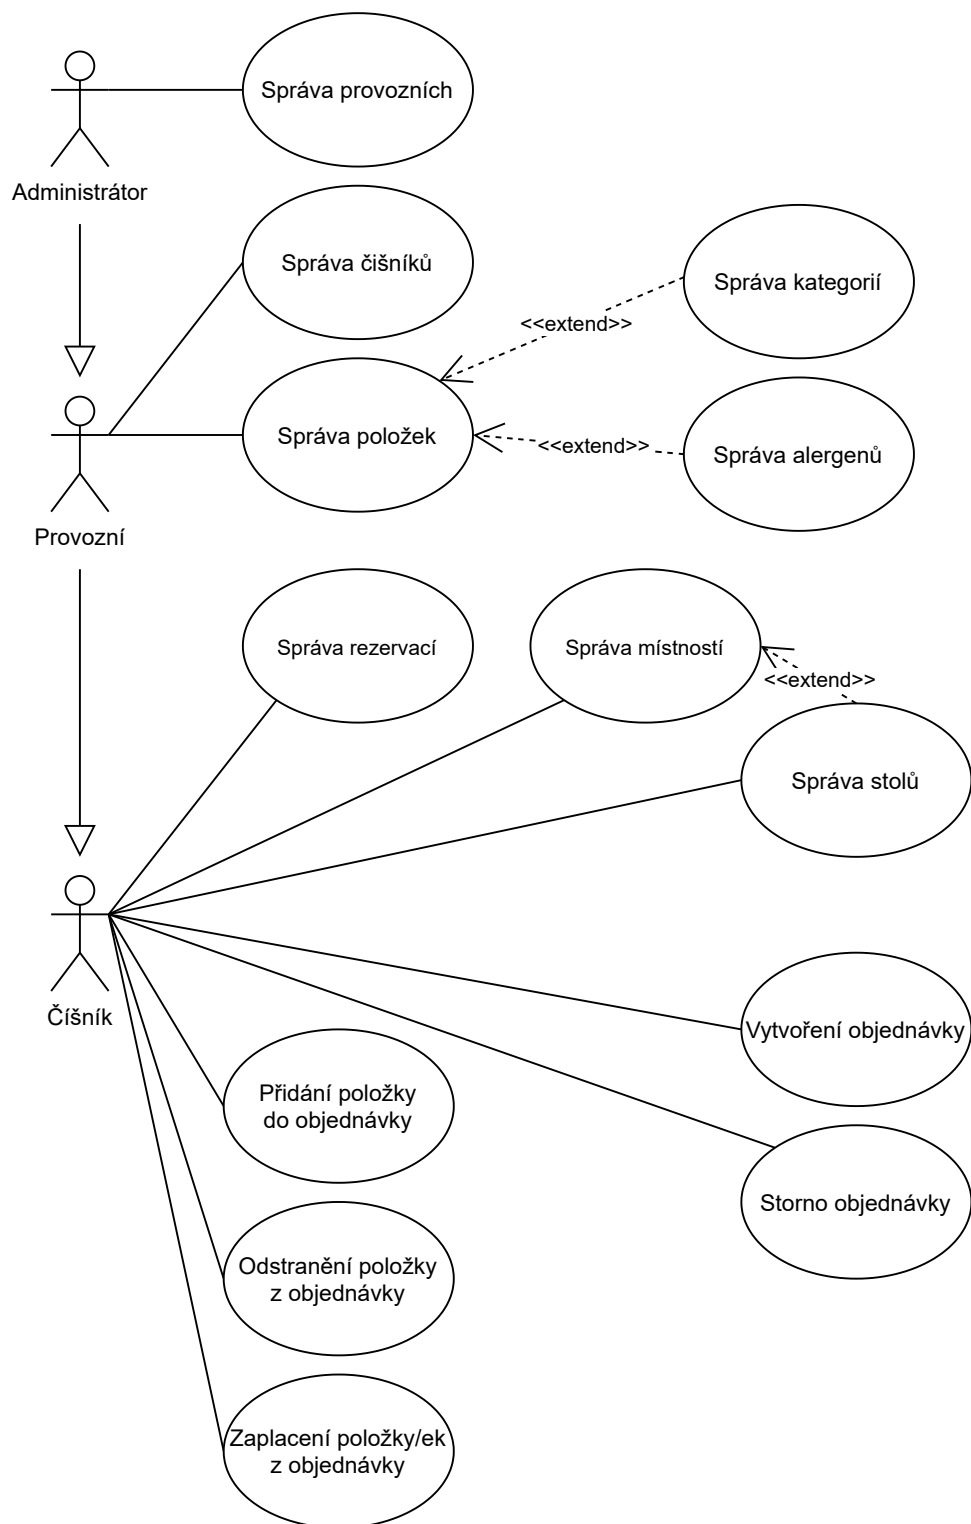 Správa provozních
Administrátor
Správa čišníků
Správa kategorií
<<extend>>
Správa položek
<<extend>>
Správa alergenů
Provozní
Správa rezervací
Správa místností
<<extend>>
Správa stolů
Číšník
Vytvoření objednávky
Přidání položky
do objednávky
Storno objednávky
Odstranění položky
z objednávky
Zaplacení položky/ek
z objednávky